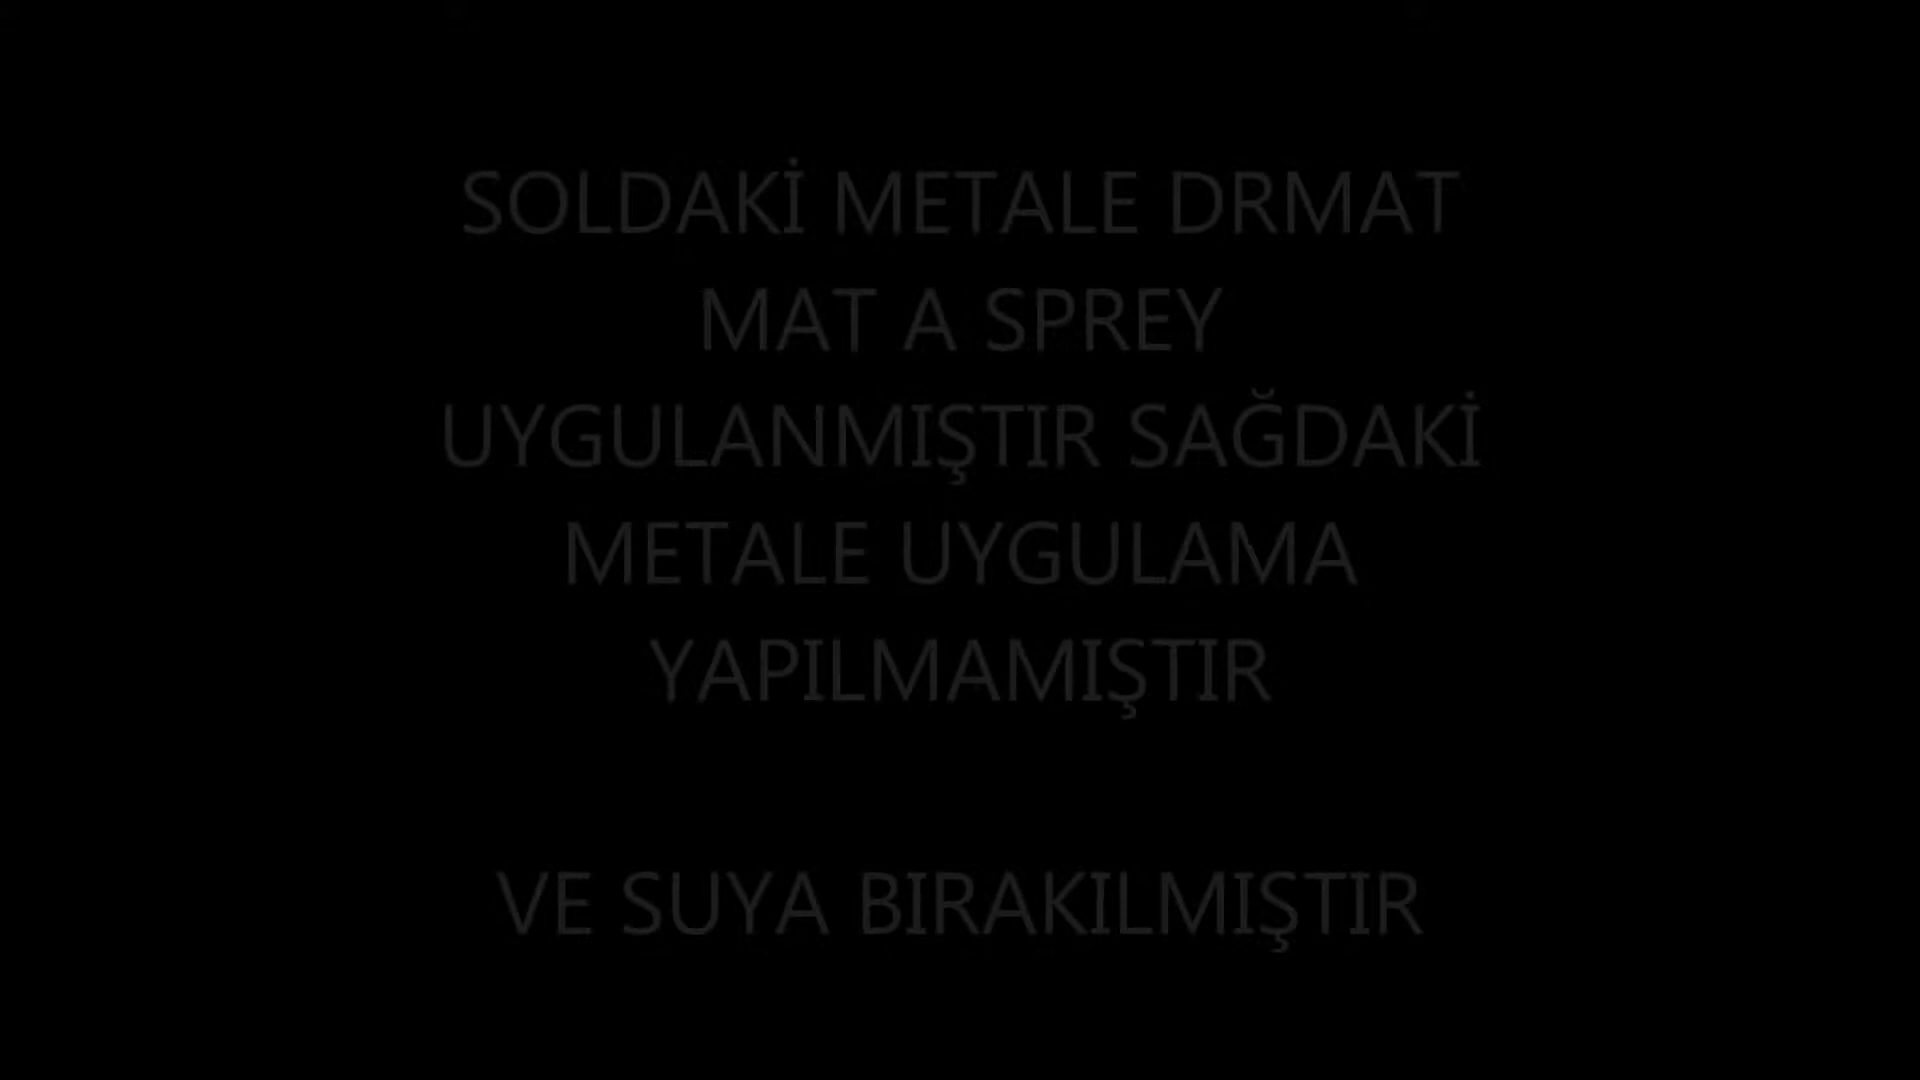 SOLDAKİ METALE DRMAT
MAT A SPREY
UYGULANMIŞTIR SAĞDAKİ
METALE UYGULAMA
YAPILMAMIŞTIR
VE SUYA BIRAKILMIŞTIR